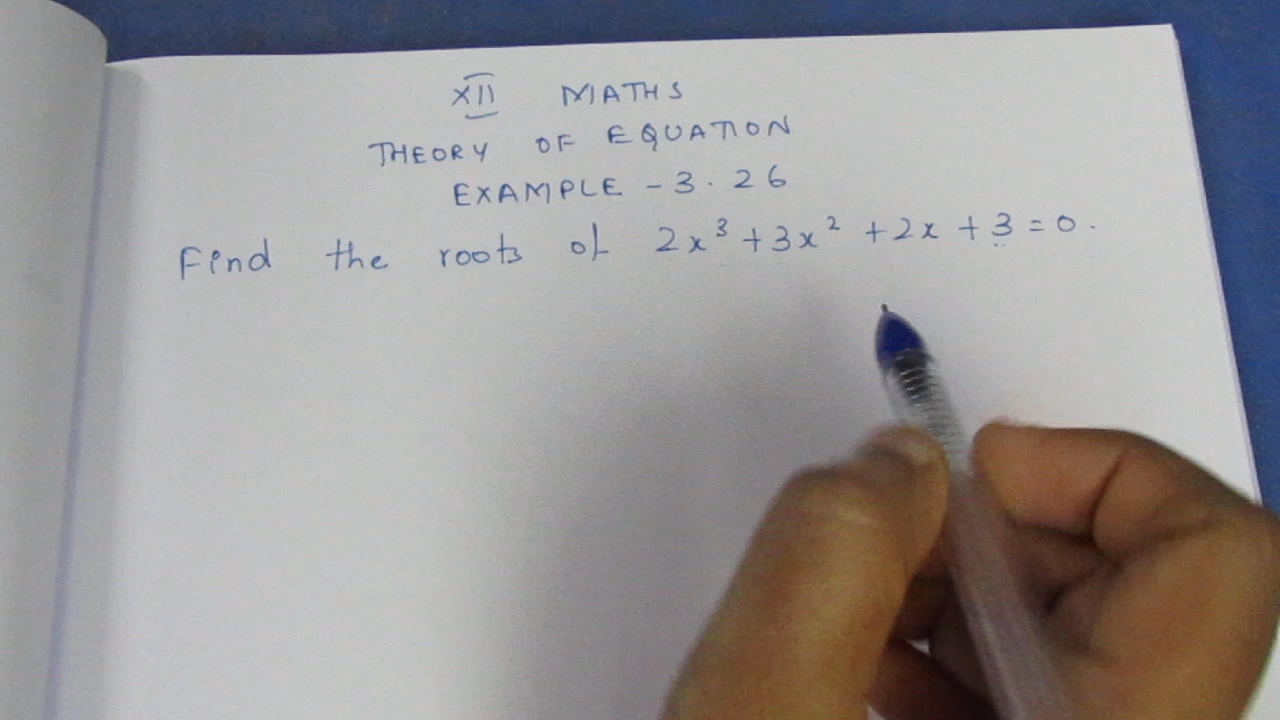 XII MATHS
THEORY OF EQUATION
EXAMPLE - 3.26
Find the roots of 2x³ + 3x² + 2x + 3 = 0.